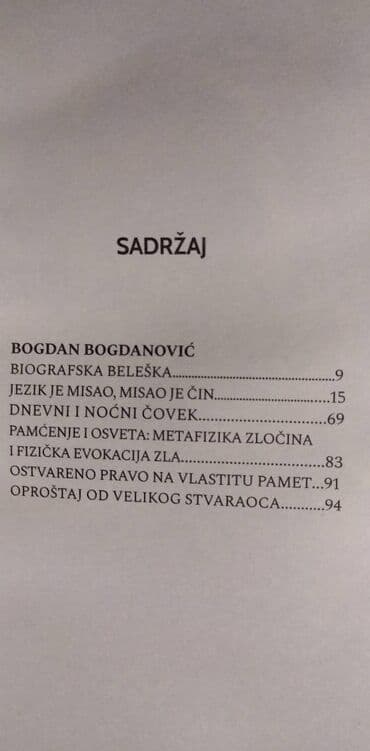 SADRŽAJ
BOGDAN BOGDANOVIĆ
BIOGRAFSKA BELEŠKA....................................................9
JEZIK JE MISAO, MISAO JE ČIN.....................................15
DNEVNI I NOĆNI ČOVEK..........................69
PAMĆENJE I OSVETA: METAFIZIKA ZLOČINA
I FIZIČKA EVOKACIJA ZLA.............................83
OSTVARENO PRAVO NA VLASTITU PAMET...91
OPROŠTAJ OD VELIKOG STVARAOCA...........94